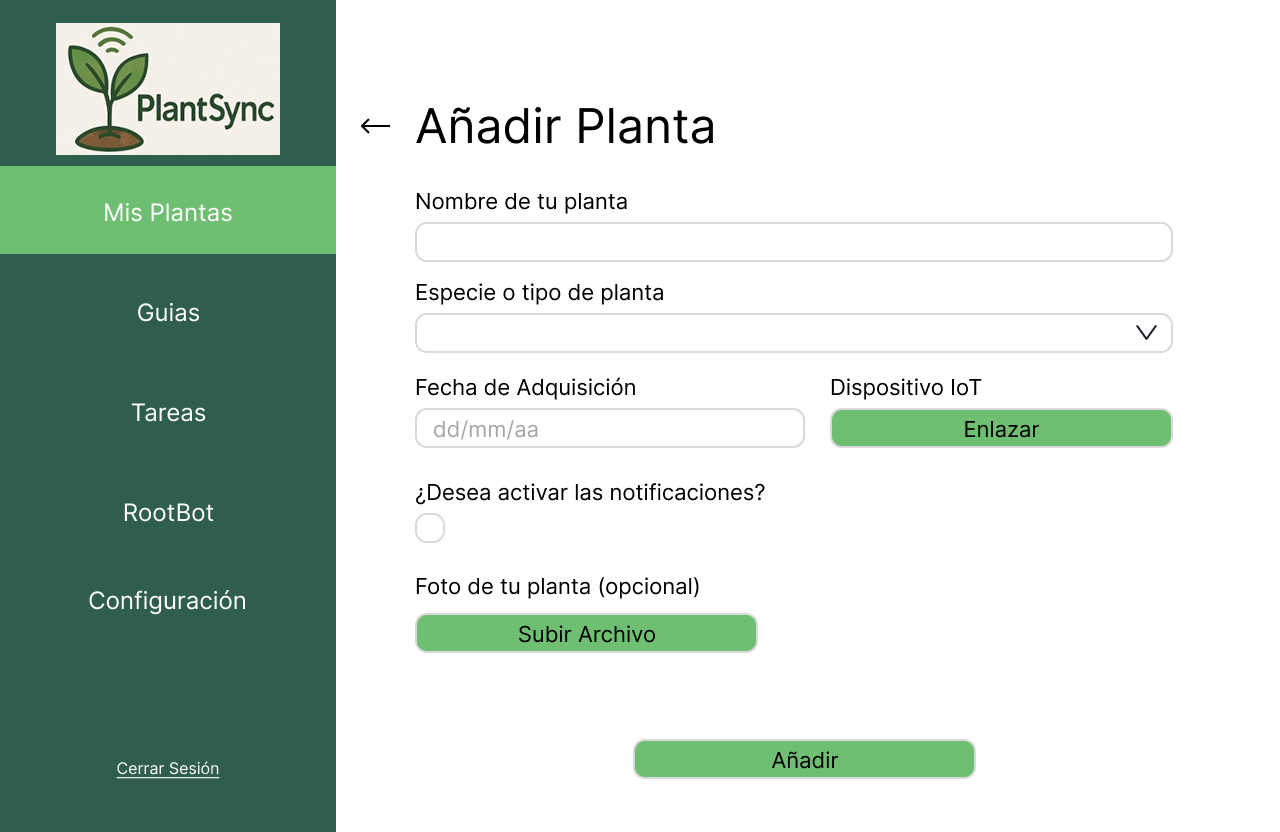 PlantSync
Mis Plantas
Guias
Tareas
RootBot
Configuración
Cerrar Sesión
Añadir Planta
Nombre de tu planta
Especie o tipo de planta
Fecha de Adquisición
dd/mm/aa
Dispositivo IoT
Enlazar
¿Desea activar las notificaciones?
Foto de tu planta (opcional)
Subir Archivo
Añadir